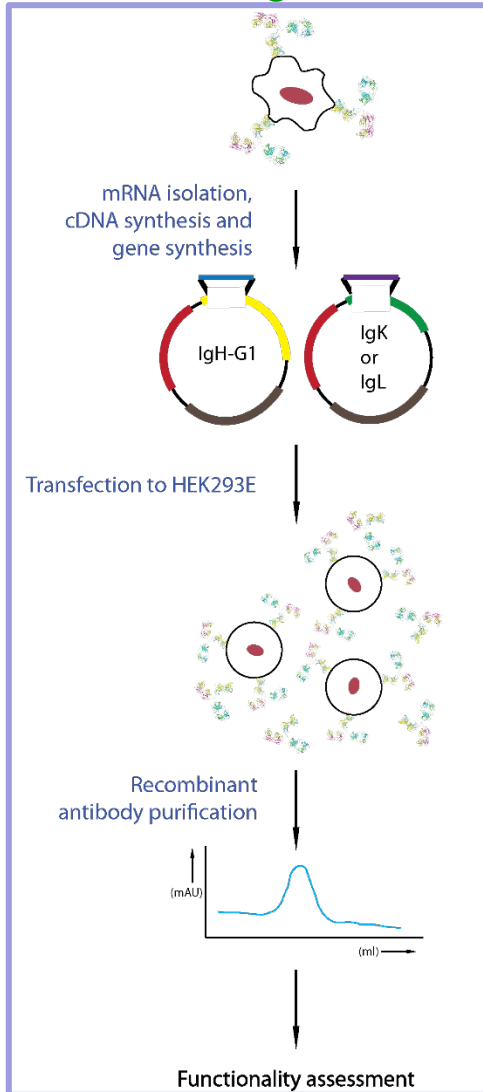 mRNA isolation,
cDNA synthesis and
gene synthesis
IgH-G1
IgK
or
IgL
Transfection to HEK293E
Recombinant
antibody purification
(mAU)
(ml)
Functionality assessment